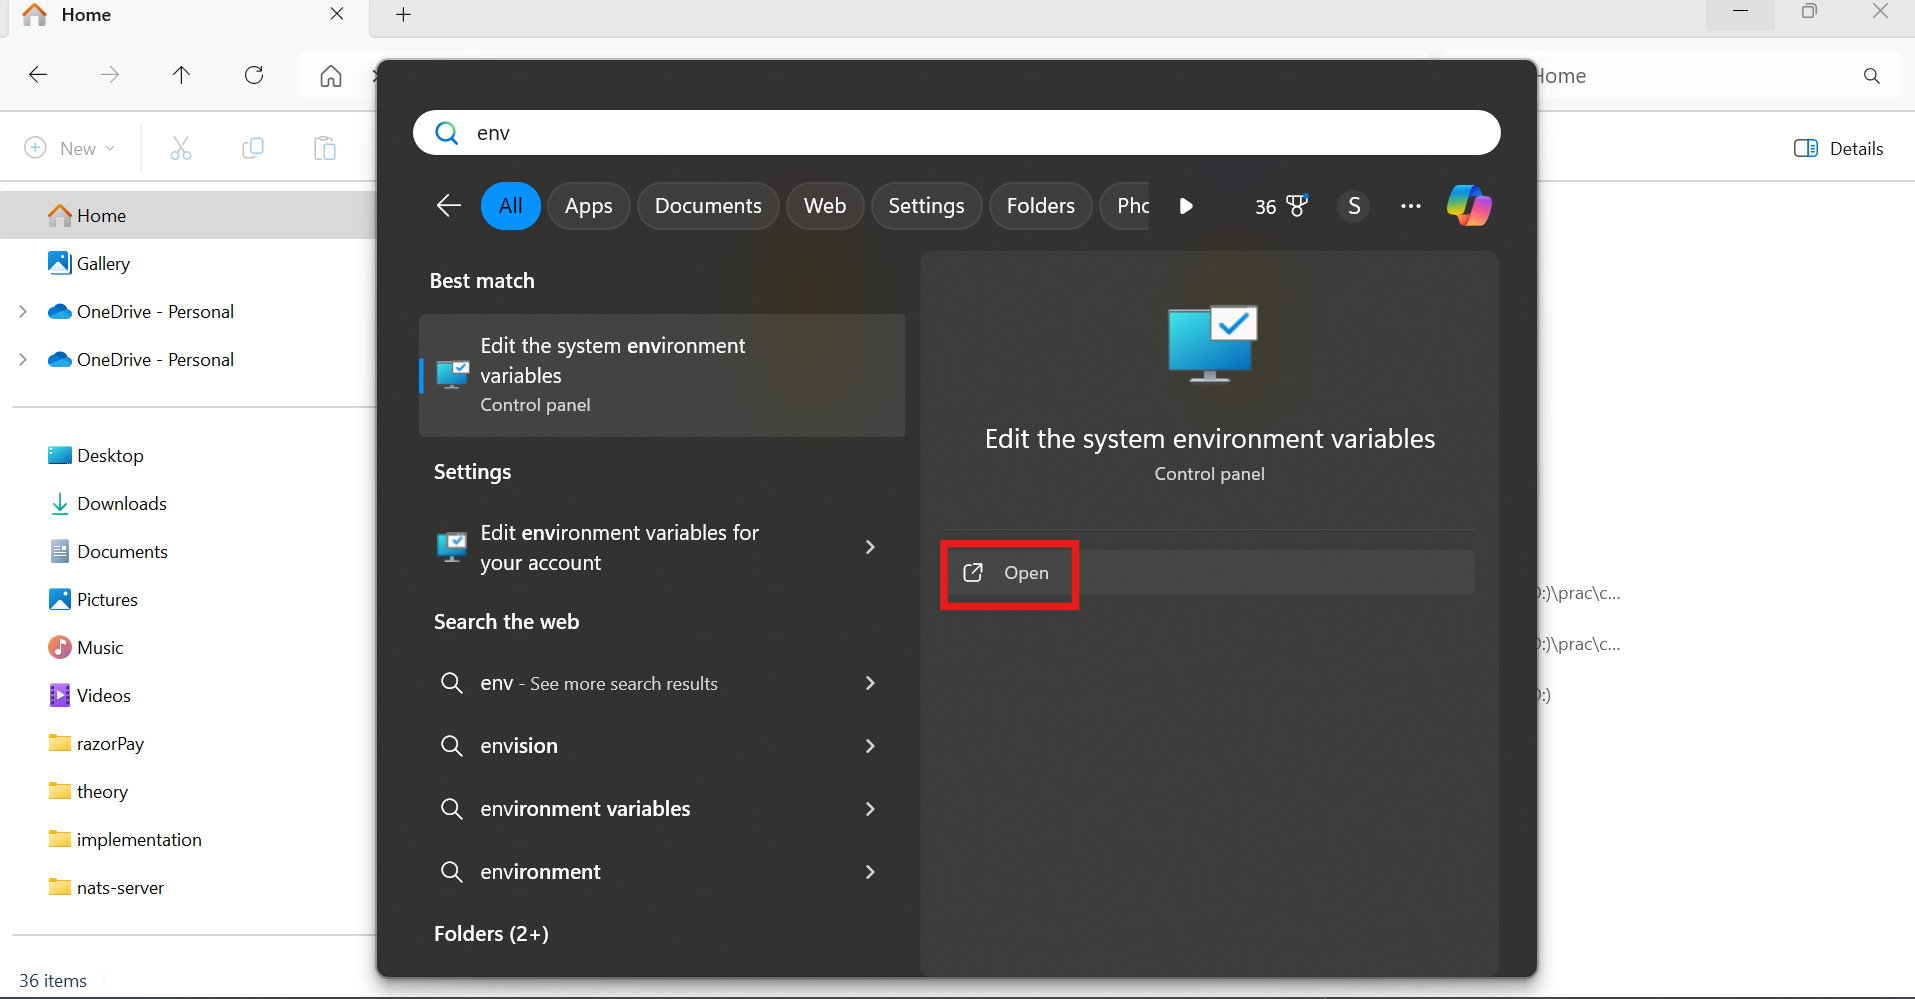 Home
Home
New
Details
env
All Apps Documents Web Settings Folders
36 S
Home
Gallery
OneDrive - Personal
OneDrive - Personal
Desktop
Downloads
Documents
Pictures
Music
Videos
razorPay
theory
implementation
nats-server
36 items
Best match
Edit the system environment
variables
Control panel
Settings
Edit environment variables for
your account
Search the web
env - See more search results
envision
environment variables
environment
Folders (2+)
Edit the system environment variables
Control panel
Open
:)\prac\c...
:)\prac\c...
:)